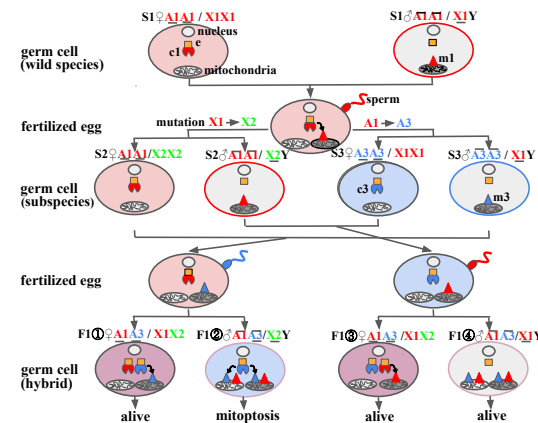 S1♀A1A1 / X1X1
S1♂A1A1/ X1Y
nucleus
e
c1
m1
germ cell
(wild species)
mitochondria
sperm
fertilized egg
mutation X1 → X2
A1 → A3
S2♀A1A1/X2X2
S2♂A1A1/ X2Y
S3♀A3A3/ X1X1
S3♂A3A3/ X1Y
germ cell
(subspecies)
c3
m3
fertilized egg
F1①♀A1A3 / X1X2
F1②♂A1A3/X2Y
F1③♀A1A3/X1X2
F1④♂A1A3/X1Y
germ cell
(hybrid)
alive
mitoptosis
alive
alive